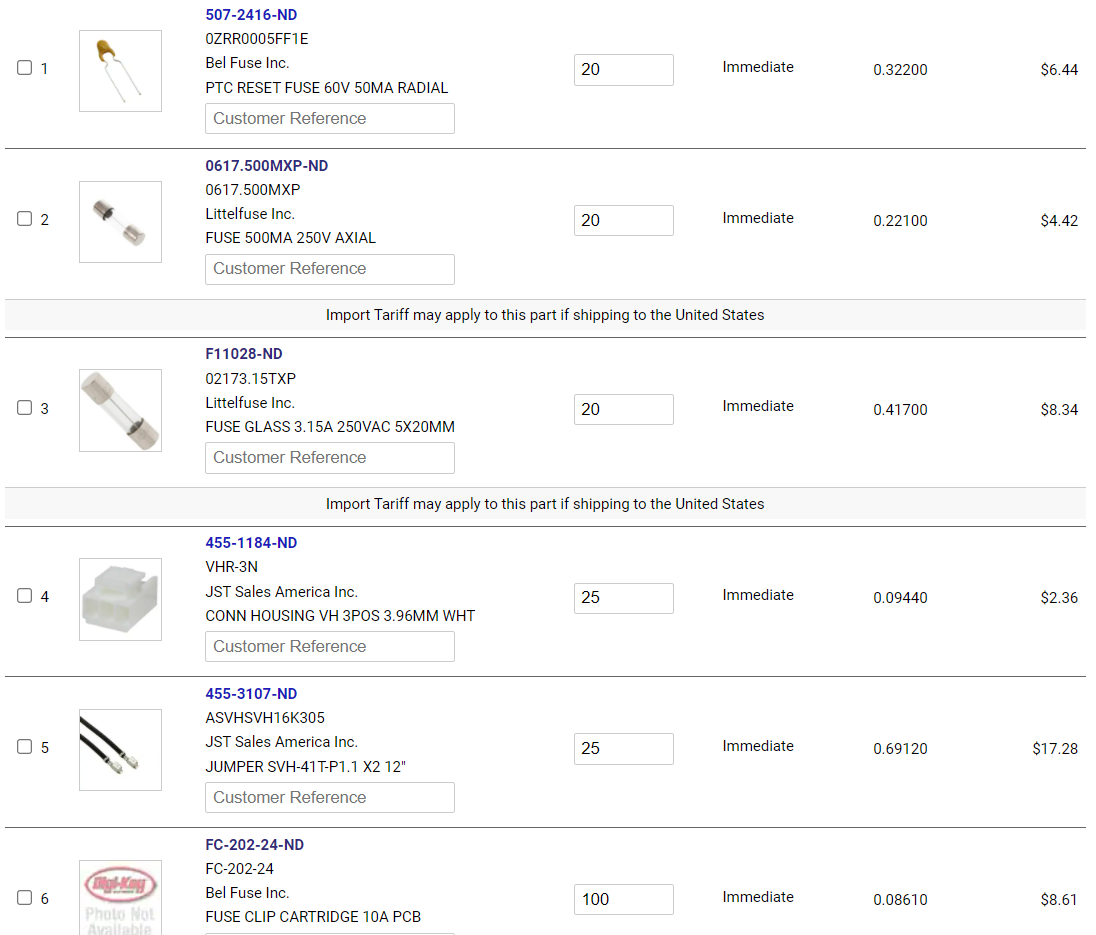 507-2416-ND
0ZRR0005FF1E
Bel Fuse Inc.
PTC RESET FUSE 60V 50MA RADIAL
Customer Reference
1
20
Immediate
0.32200
$6.44
0617.500MXP-ND
0617.500MXP
Littelfuse Inc.
FUSE 500MA 250V AXIAL
Customer Reference
2
20
Immediate
0.22100
$4.42
Import Tariff may apply to this part if shipping to the United States
F11028-ND
02173.15TXP
Littelfuse Inc.
FUSE GLASS 3.15A 250VAC 5X20MM
Customer Reference
3
20
Immediate
0.41700
$8.34
Import Tariff may apply to this part if shipping to the United States
455-1184-ND
VHR-3N
JST Sales America Inc.
CONN HOUSING VH 3POS 3.96MM WHT
Customer Reference
4
25
Immediate
0.09440
$2.36
455-3107-ND
ASVHSVH16K305
JST Sales America Inc.
JUMPER SVH-41T-P1.1 X2 12"
Customer Reference
5
25
Immediate
0.69120
$17.28
FC-202-24-ND
FC-202-24
Bel Fuse Inc.
FUSE CLIP CARTRIDGE 10A PCB
6
Digi-Key
Photo Not
Available
100
Immediate
0.08610
$8.61